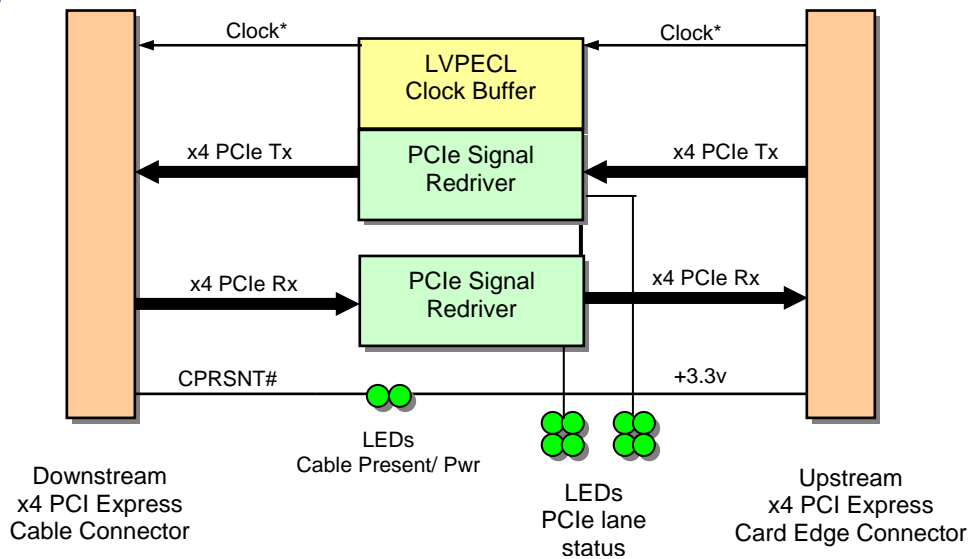 Clock*
Clock*
LVPECL
Clock Buffer
x4 PCIe Tx
PCIe Signal
Redriver
x4 PCIe Tx
x4 PCIe Rx
PCIe Signal
Redriver
x4 PCIe Rx
CPRSNT#
+3.3v
LEDs
Cable Present/ Pwr
Downstream
x4 PCI Express
Cable Connector
LEDs
PCIe lane
status
Upstream
x4 PCI Express
Card Edge Connector